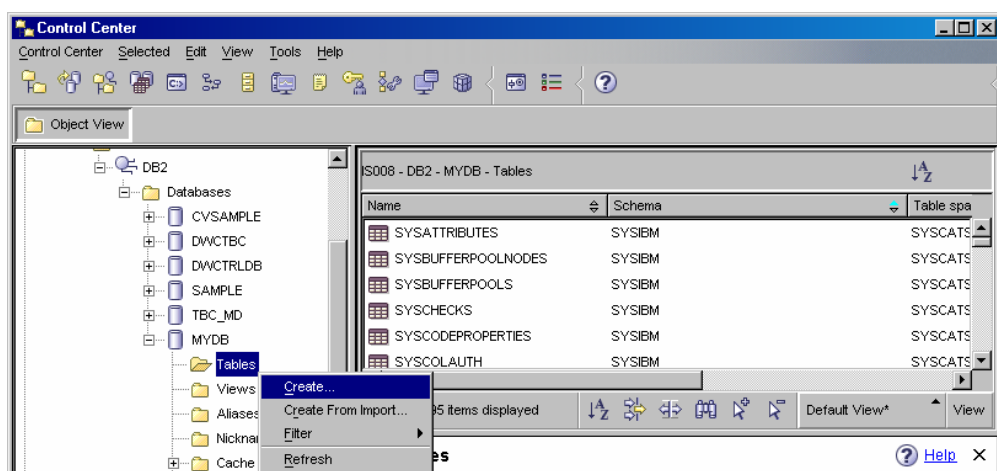 Control Center
Control Center Selected Edit View Tools Help
Object View
DB2
Databases
CVSAMPLE
DWCTBC
DWCTRLDB
SAMPLE
TBC_MD
MYDB
Tables
Views
Aliases
Cache
Create...
Create From Import...
Filter
Refresh
IS008 - DB2 - MYDB - Tables
Name Schema Table spa
SYSATTRIBUTES SYSIBM SYSCATS
SYSBUFFERPOOLNODES SYSIBM SYSCATS
SYSBUFFERPOOLS SYSIBM SYSCATS
SYSCHECKS SYSIBM SYSCATS
SYSCODEPROPERTIES SYSIBM SYSCATS
SYSCOLAUTH SYSIBM SYSCATS
items displayed Default View* View
Help